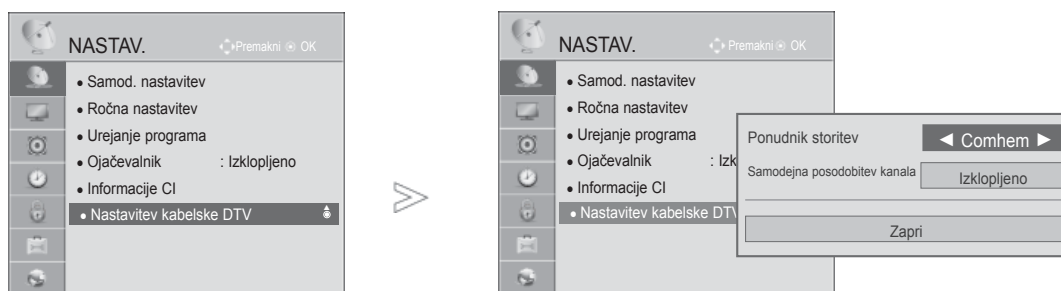 NASTAV.
Premakni OK
• Samod. nastavitev
• Ročna nastavitev
• Urejanje programa
• Ojačevalnik : Izklopljeno
• Informacije CI
• Nastavitev kabelske DTV
NASTAV.
Premakni OK
• Samod. nastavitev
• Ročna nastavitev
• Urejanje programa
• Ojačevalnik : Izk
• Informacije CI
• Nastavitev kabelske DTV
Ponudnik storitev ◄ Comhem ►
Samodejna posodobitev kanala Izklopljeno
Zapri